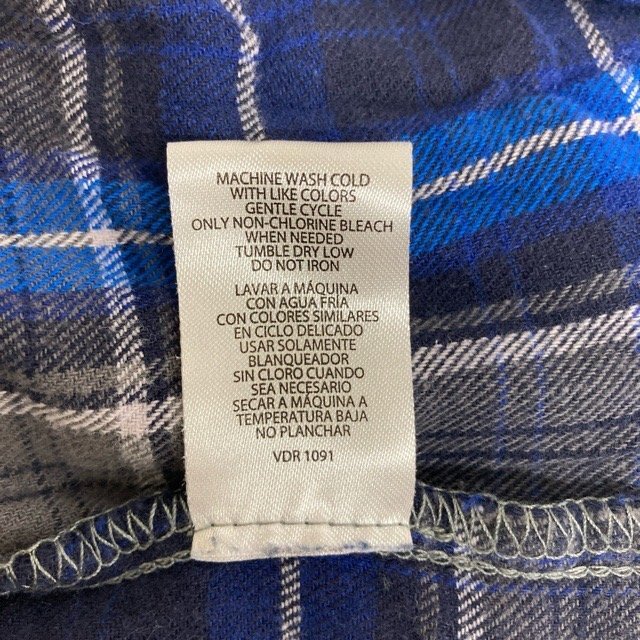 MACHINE WASH COLD
WITH LIKE COLORS
GENTLE CYCLE
ONLY NON-CHLORINE BLEACH
WHEN NEEDED
TUMBLE DRY LOW
DO NOT IRON
LAVAR A MÁQUINA
CON AGUA FRÍA
CON COLORES SIMILARES
EN CICLO DELICADO
USAR SOLAMENTE
BLANQUEADOR
SIN CLORO CUANDO
SEA NECESARIO
SECAR A MÁQUINA A
TEMPERATURA BAJA
NO PLANCHAR
VDR 1091